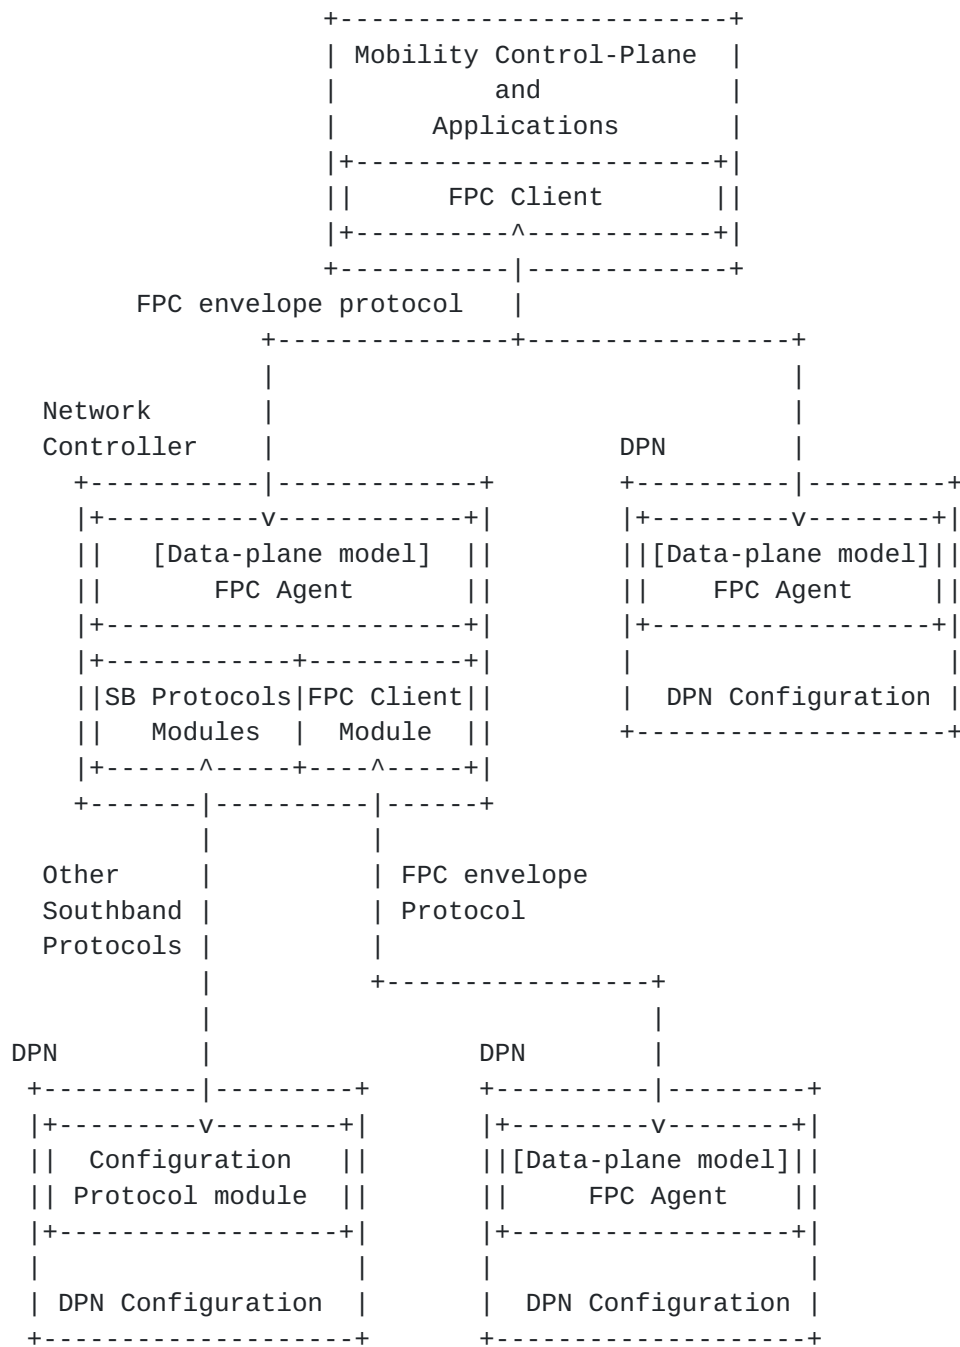 Mobility Control-Plane
and
Applications
FPC Client
FPC envelope protocol
Network
Controller
DPN
[Data-plane model]
FPC Agent
[Data-plane model]
FPC Agent
SB Protocols
Modules
FPC Client
Module
DPN Configuration
Other
Southband
Protocols
FPC envelope
Protocol
DPN
DPN
Configuration
Protocol module
[Data-plane model]
FPC Agent
DPN Configuration
DPN Configuration